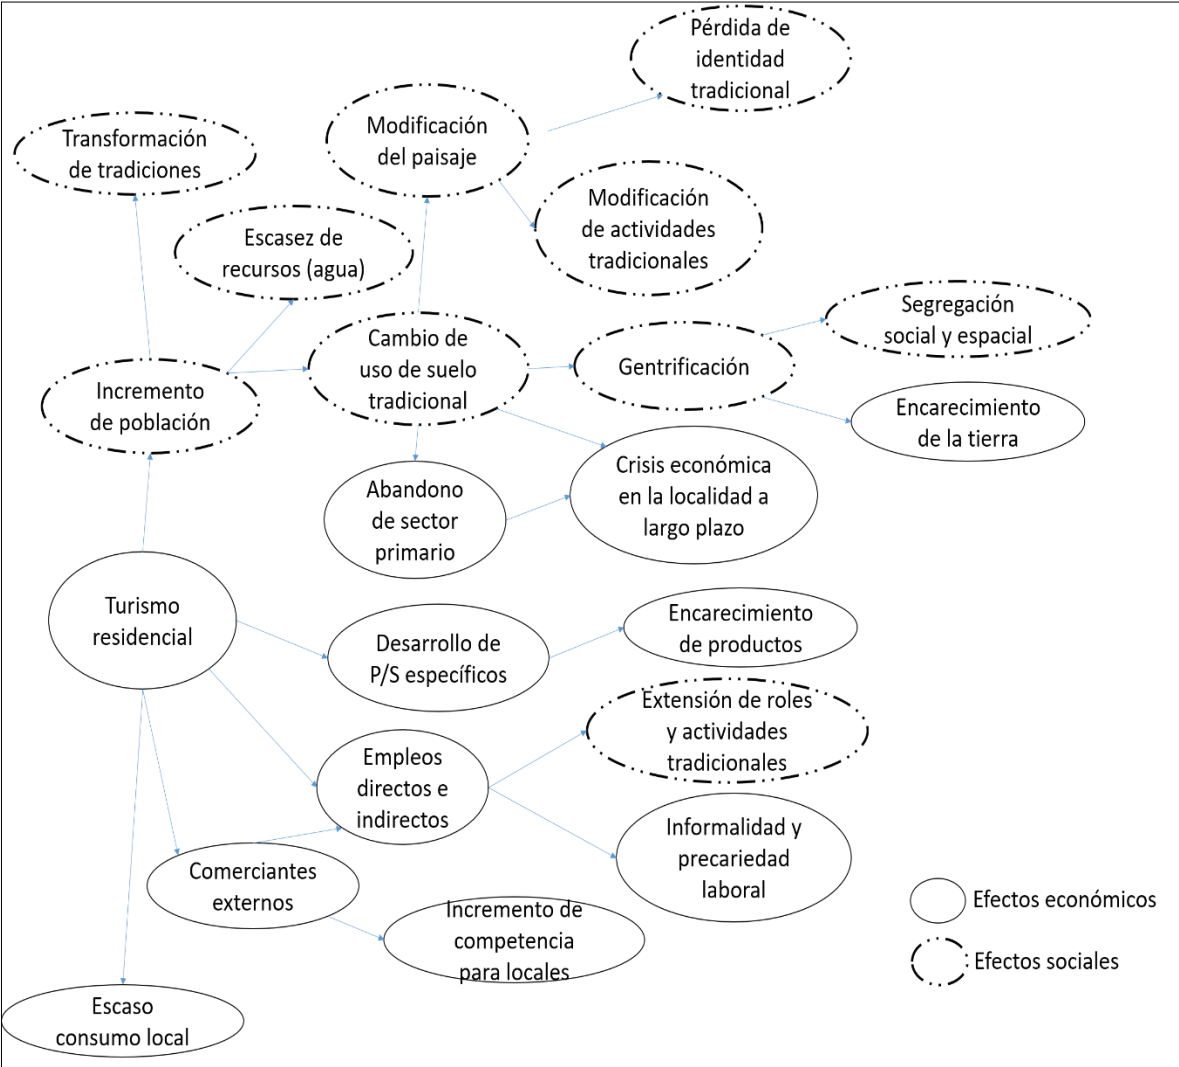 Pérdida de
identidad
tradicional
Transformación
de tradiciones
Modificación
del paisaje
Modificación
de actividades
tradicionales
Escasez de
recursos (agua)
Segregación
social y espacial
Cambio de
uso de suelo
tradicional
Gentrificación
Incremento
de población
Encarecimiento
de la tierra
Crisis económica
en la localidad a
largo plazo
Abandono
de sector
primario
Turismo
residencial
Encarecimiento
de productos
Desarrollo de
P/S específicos
Extensión de roles
y actividades
tradicionales
Empleos
directos e
indirectos
Informalidad y
precariedad
laboral
Comerciantes
externos
Incremento de
competencia
para locales
Efectos económicos
Efectos sociales
Escaso
consumo local